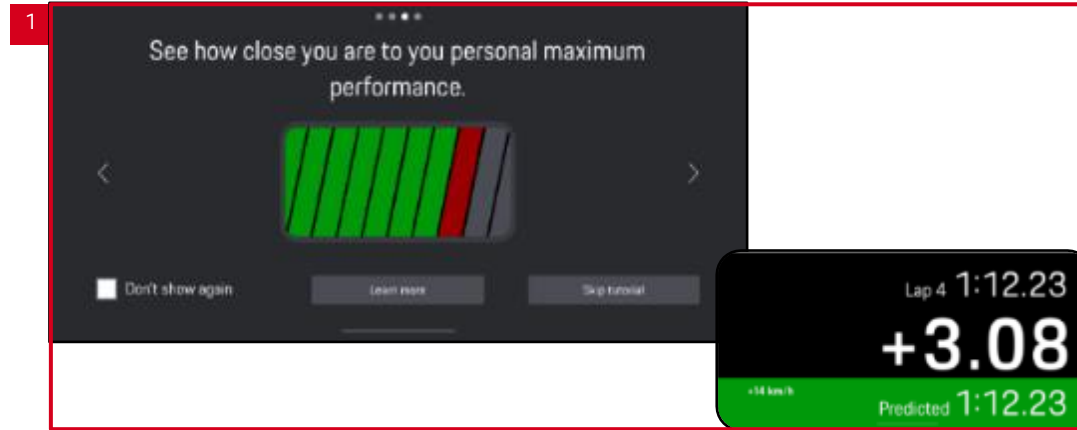 1
See how close you are to you personal maximum
performance.
Don't show again
Learn more
Skip tutorial
Lap 4 1:12.23
+3.08
+14 km/h
Predicted 1:12.23